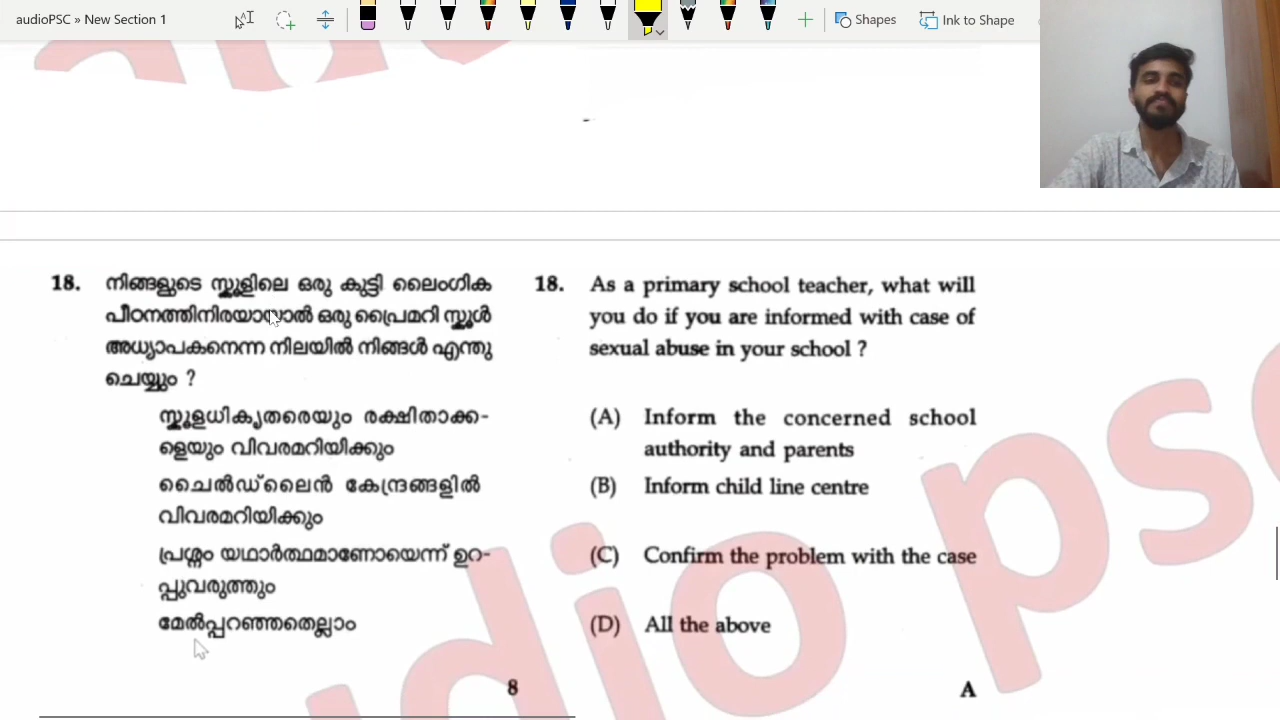 audioPSC » New Section 1
Shapes
Ink to Shape
18. നിങ്ങളുടെ സ്കൂളിലെ ഒരു കുട്ടി ലൈംഗിക
പീഠനത്തിനിരയായാൽ ഒരു പ്രൈമറി സ്കൂൾ
അധ്യാപകനെന്ന നിലയിൽ നിങ്ങൾ എന്തു
ചെയ്യും ?
സ്കൂളധികൃതരെയും രക്ഷിതാക്ക-
ളെയും വിവരമറിയിക്കും
ചൈൽഡ്‌ലൈൻ കേന്ദ്രങ്ങളിൽ
വിവരമറിയിക്കും
പ്രശ്നം യഥാർത്ഥമാണോയെന്ന് ഉറ-
പ്പുവരുത്തും
മേൽപ്പറഞ്ഞതെല്ലാം
18. As a primary school teacher, what will
you do if you are informed with case of
sexual abuse in your school ?
(A) Inform the concerned school
authority and parents
(B) Inform child line centre
(C) Confirm the problem with the case
(D) All the above
8
A
audio psc